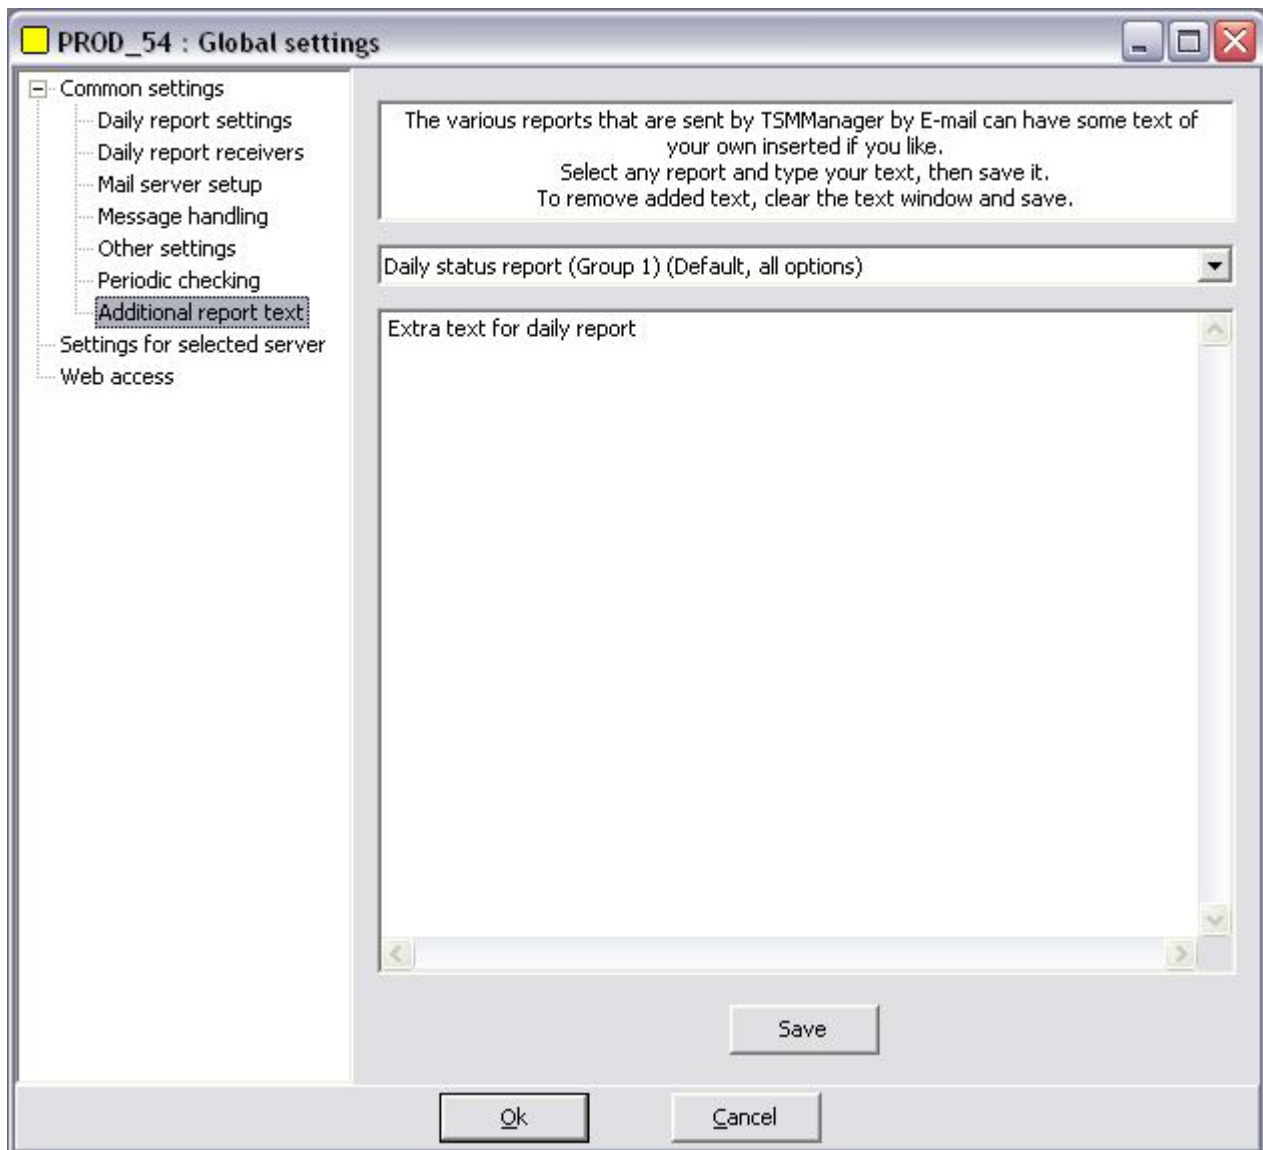 PROD_54 : Global settings
Common settings
Daily report settings
Daily report receivers
Mail server setup
Message handling
Other settings
Periodic checking
Additional report text
Settings for selected server
Web access
The various reports that are sent by TSMManager by E-mail can have some text of
your own inserted if you like.
Select any report and type your text, then save it.
To remove added text, clear the text window and save.
Daily status report (Group 1) (Default, all options)
Extra text for daily report
Save
Ok
Cancel